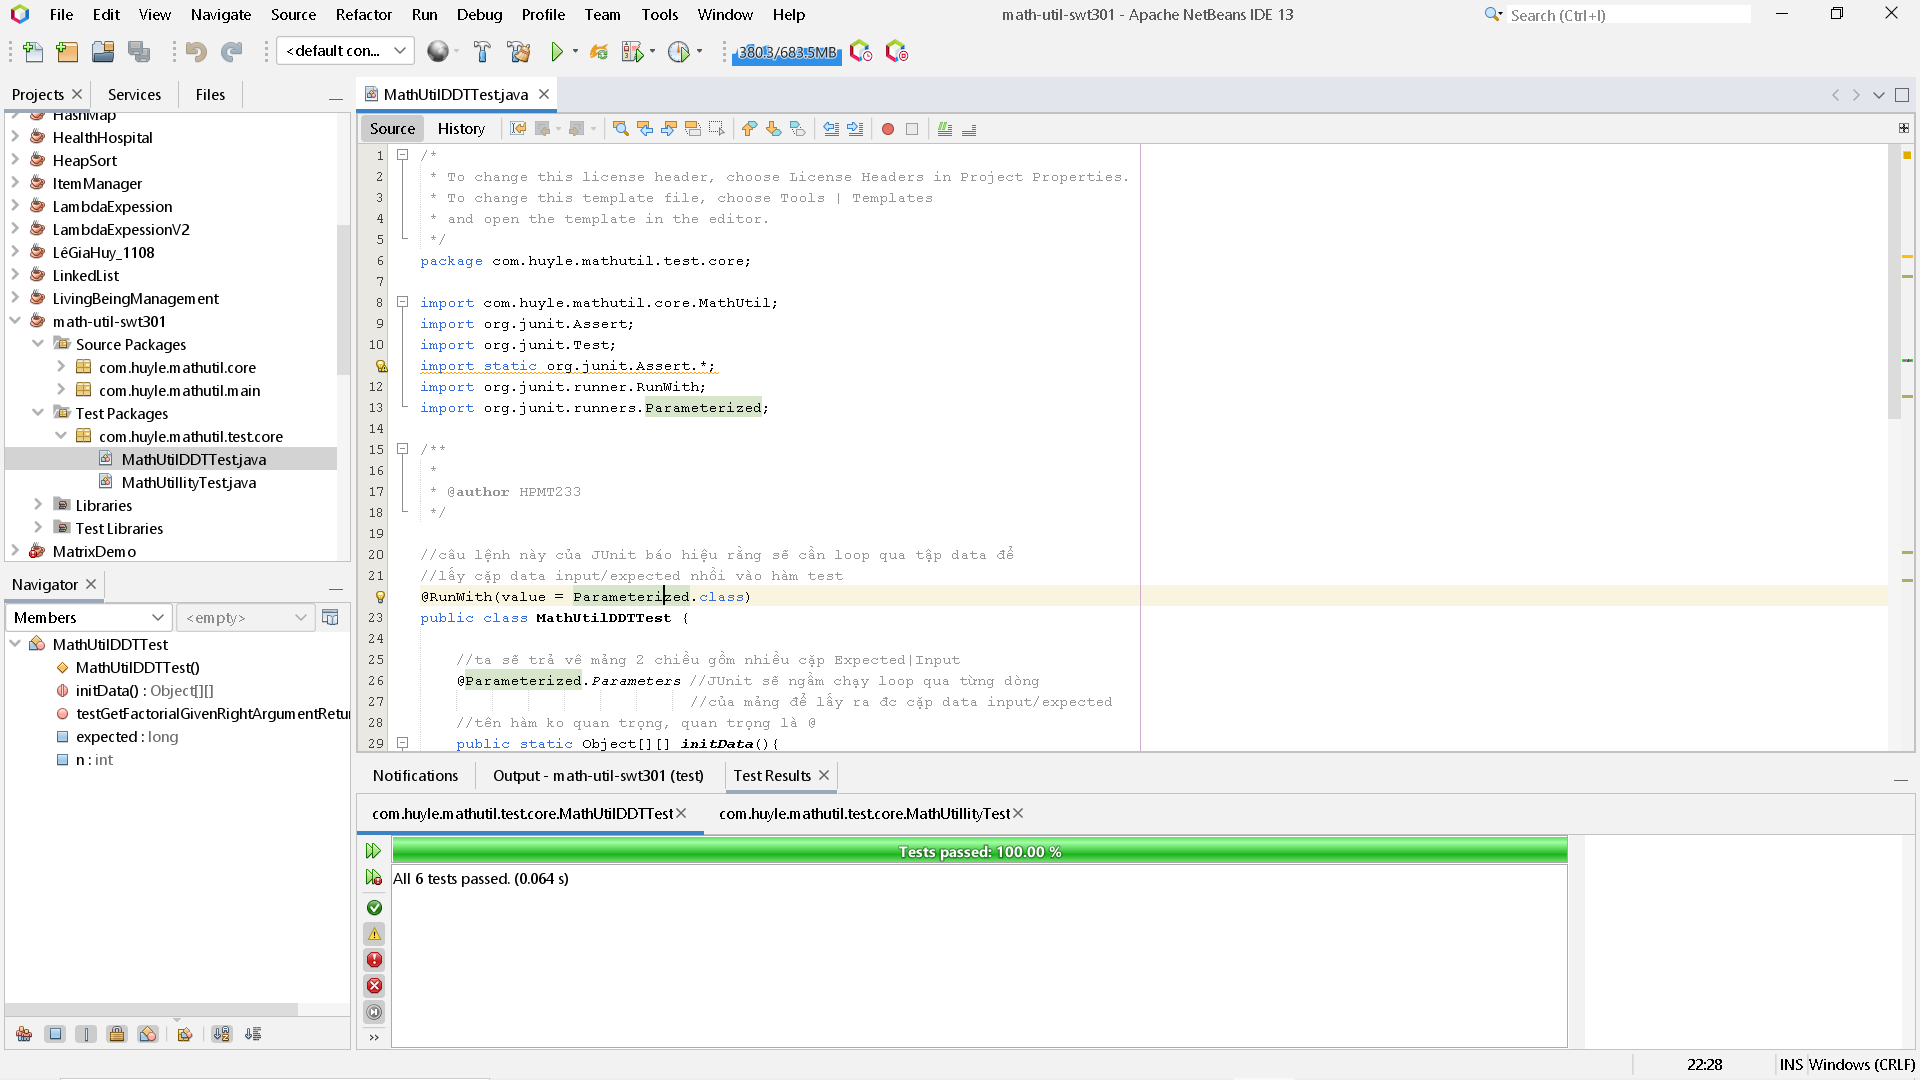 File Edit View Navigate Source Refactor Run Debug Profile Team Tools Window Help
math-util-swt301 - Apache NetBeans IDE 13
Search (Ctrl+I)
<default con...
380.3/683.5MB
Projects
Services
Files
MathUtilDDTTest.java
Source
History
HashMap
HealthHospital
HeapSort
ItemManager
LambdaExpession
LambdaExpessionV2
LêGiaHuy_1108
LinkedList
LivingBeingManagement
math-util-swt301
Source Packages
com.huyle.mathutil.core
com.huyle.mathutil.main
Test Packages
com.huyle.mathutil.test.core
MathUtilDDTTest.java
MathUtillityTest.java
Libraries
Test Libraries
MatrixDemo
Navigator
Members
<empty>
MathUtilDDTTest
MathUtilDDTTest()
initData() : Object[][]
testGetFactorialGivenRightArgumentRetu
expected : long
n : int
1 /*
2 * To change this license header, choose License Headers in Project Properties.
3 * To change this template file, choose Tools | Templates
4 * and open the template in the editor.
5 */
6 package com.huyle.mathutil.test.core;
7
8 import com.huyle.mathutil.core.MathUtil;
9 import org.junit.Assert;
10 import org.junit.Test;
import static org.junit.Assert.*;
12 import org.junit.runner.RunWith;
13 import org.junit.runners.Parameterized;
14
15 /**
16 *
17 * @author HPMT233
18 */
19
20 //câu lệnh này của JUnit báo hiệu rằng sẽ cần loop qua tập data để
21 //lấy cặp data input/expected nhồi vào hàm test
@RunWith(value = Parameterized.class)
23 public class MathUtilDDTTest {
24
25 //ta sẽ trả về mảng 2 chiều gồm nhiều cặp Expected|Input
26 @Parameterized.Parameters //JUnit sẽ ngầm chạy loop qua từng dòng
27 //của mảng để lấy ra đc cặp data input/expected
28 //tên hàm ko quan trọng, quan trọng là @
29 public static Object[][] initData(){
Notifications
Output - math-util-swt301 (test)
Test Results
com.huyle.mathutil.test.core.MathUtilDDTTest
com.huyle.mathutil.test.core.MathUtillityTest
Tests passed: 100.00 %
All 6 tests passed. (0.064 s)
22:28
INS
Windows (CRLF)